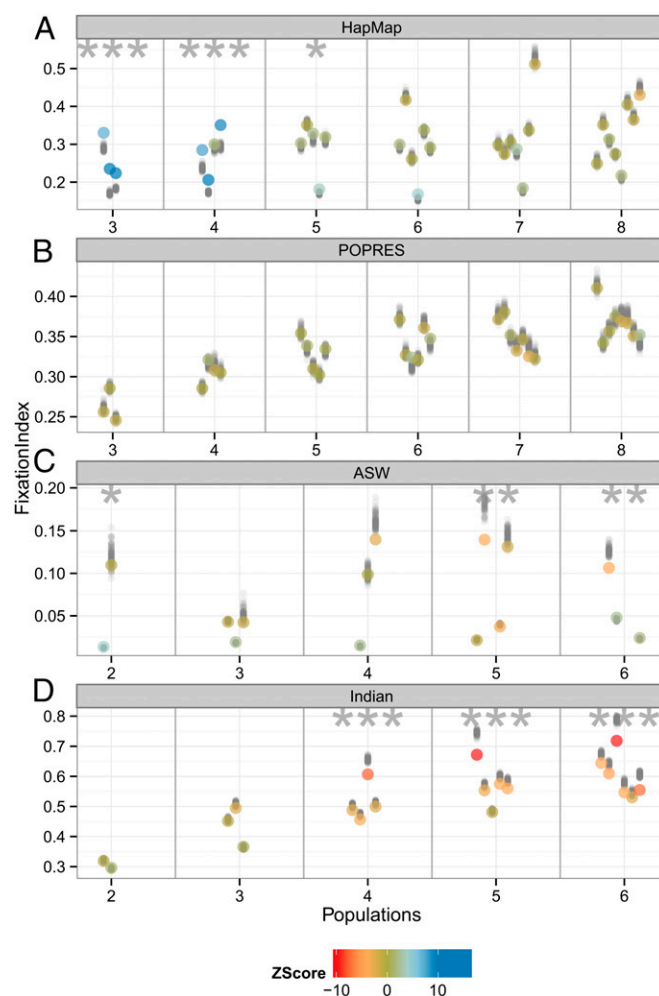 A
HapMap
* * * * * * *
0.5
0.4
0.3
0.2
3 4 5 6 7 8
B
POPRES
0.40
0.35
0.30
0.25
3 4 5 6 7 8
FixationIndex
C
ASW
* * * * *
0.20
0.15
0.10
0.05
2 3 4 5 6
D
Indian
* * * * * * * * *
0.8
0.7
0.6
0.5
0.4
0.3
2 3 4 5 6
Populations
ZScore
−10 0 10